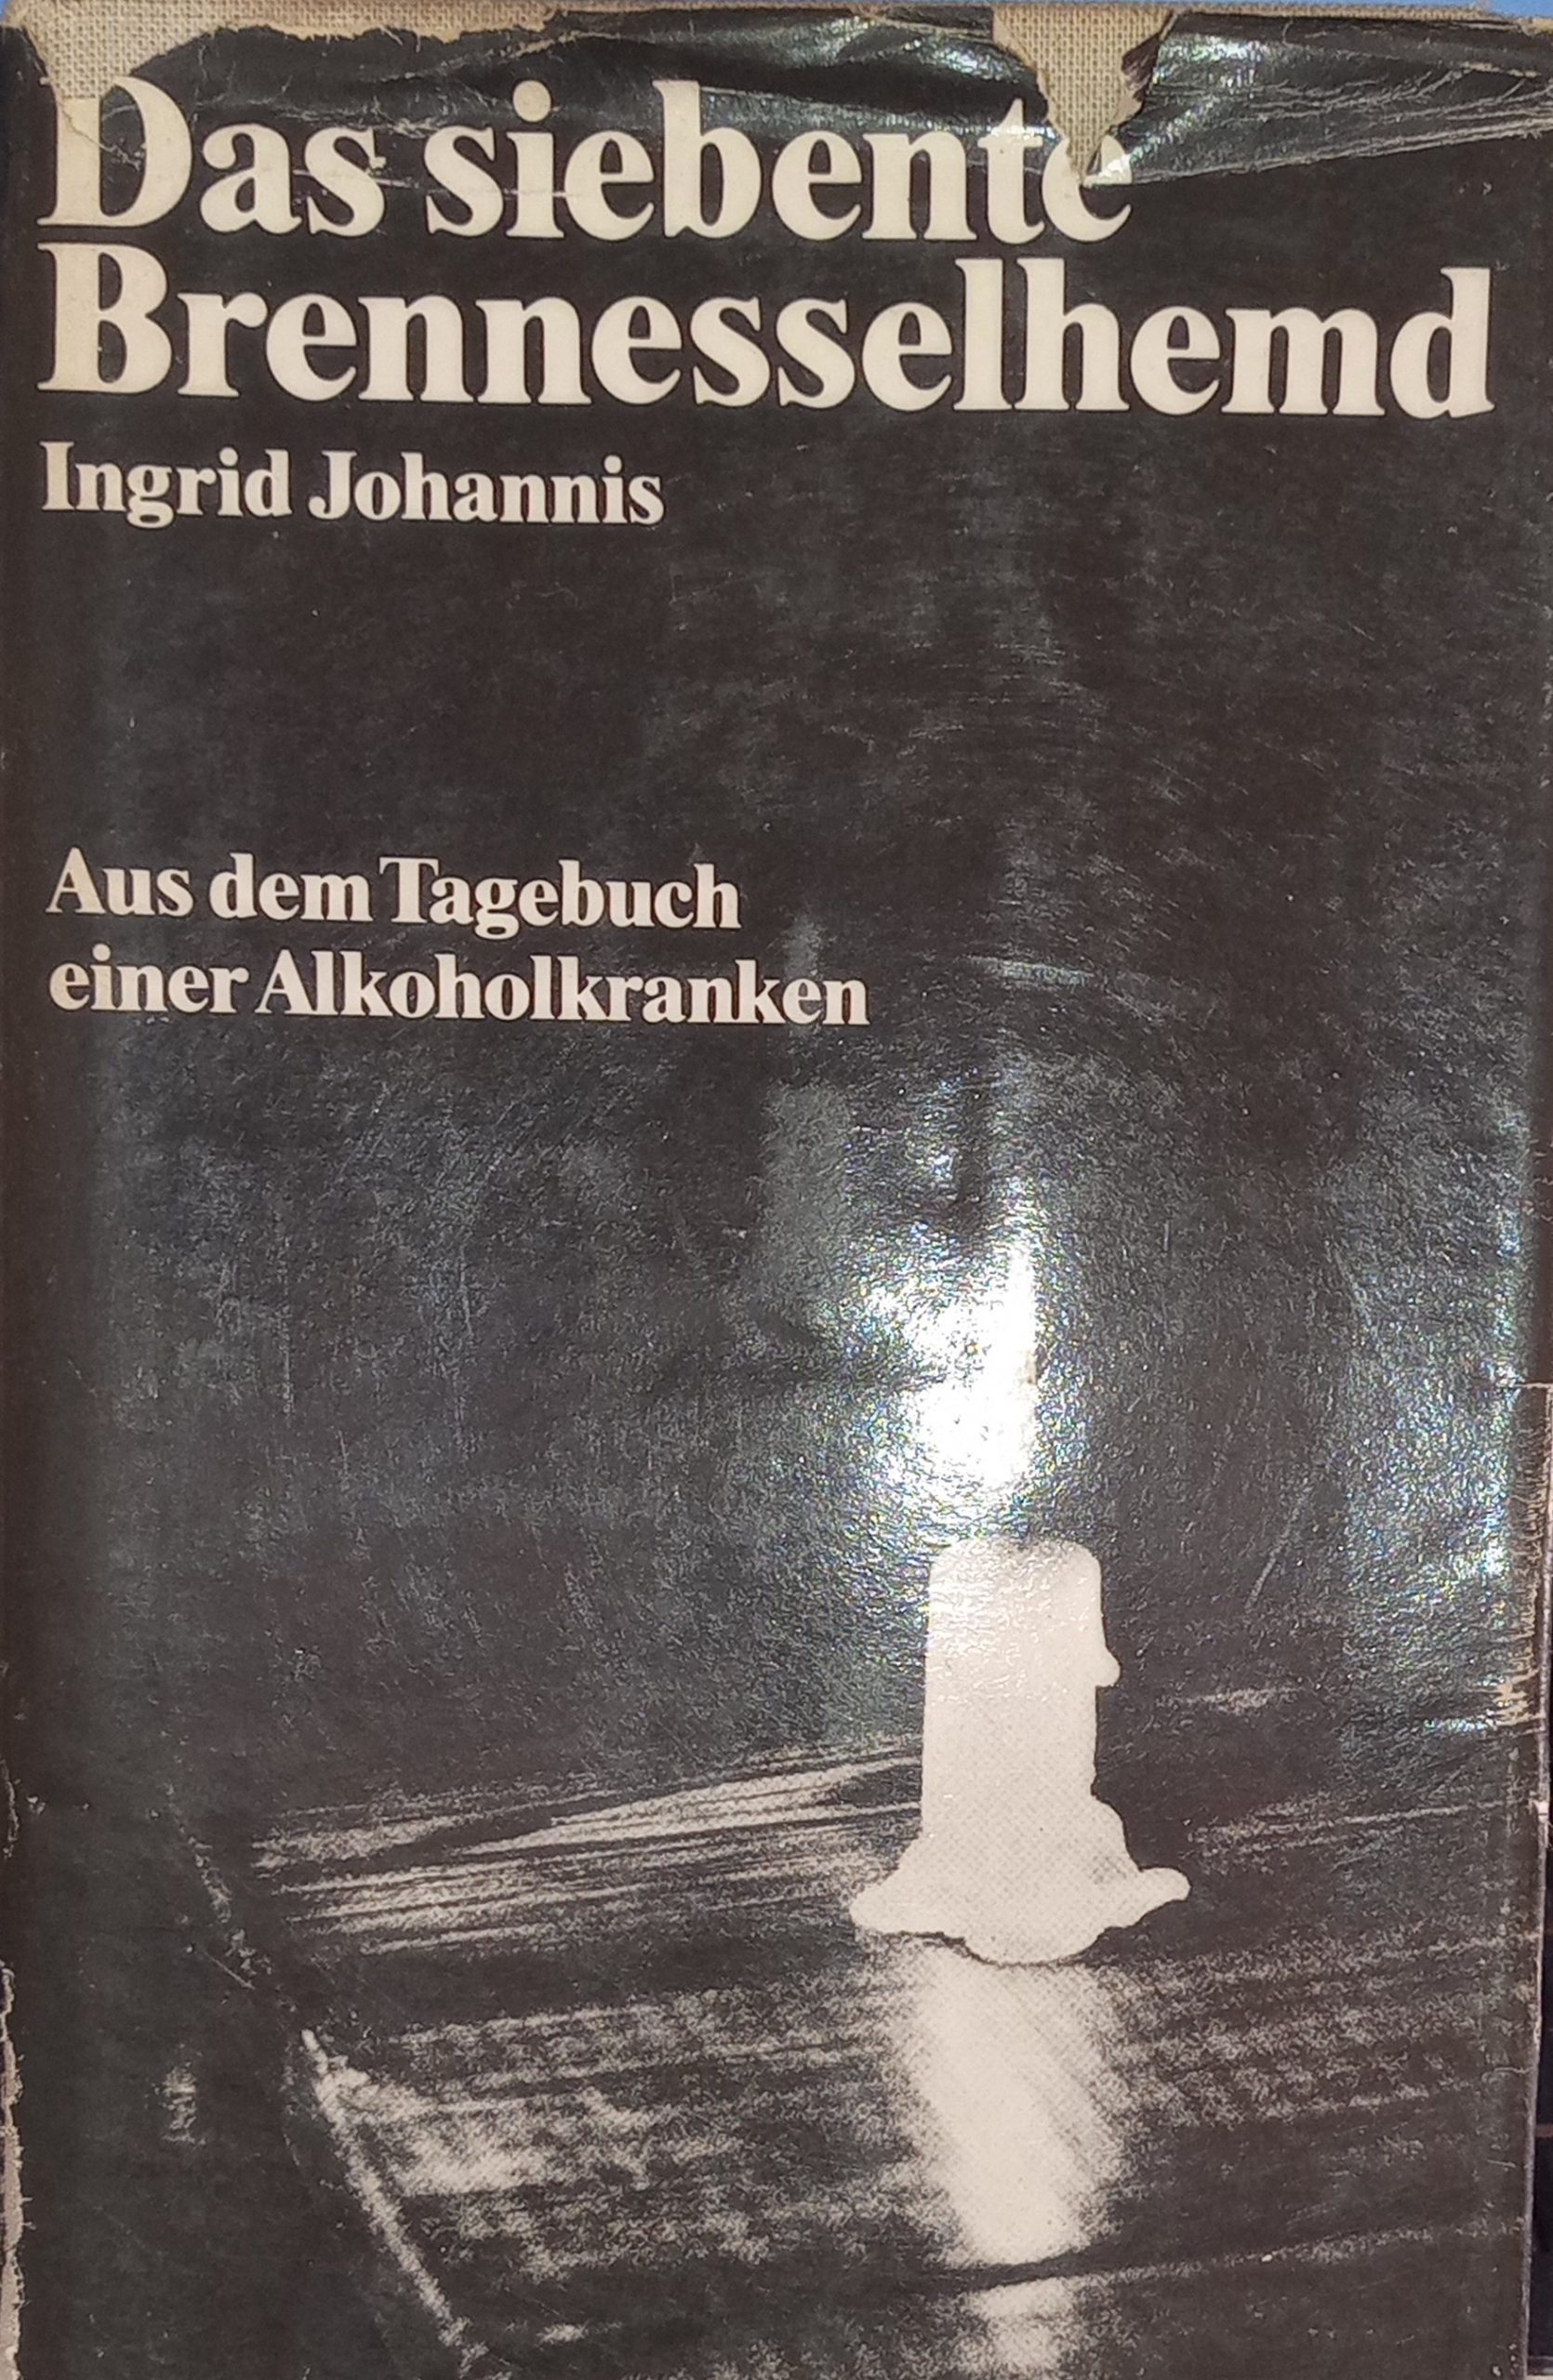 Das siebente
Brennesselhemd
Ingrid Johannis
Aus dem Tagebuch
einer Alkoholkranken